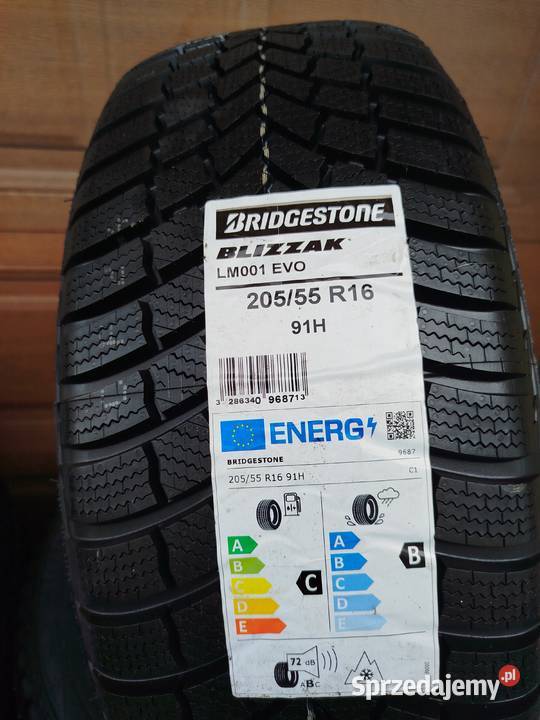 BRIDGESTONE
BLIZZAK
LM001 EVO
205/55 R16
91H
3 286340 968713
ENERG
BRIDGESTONE
9687
205/55 R16 91H
C1
A
B
C
D
E
C
A
B
C
D
E
B
72 dB
ABC
Sprzedajemy.pl